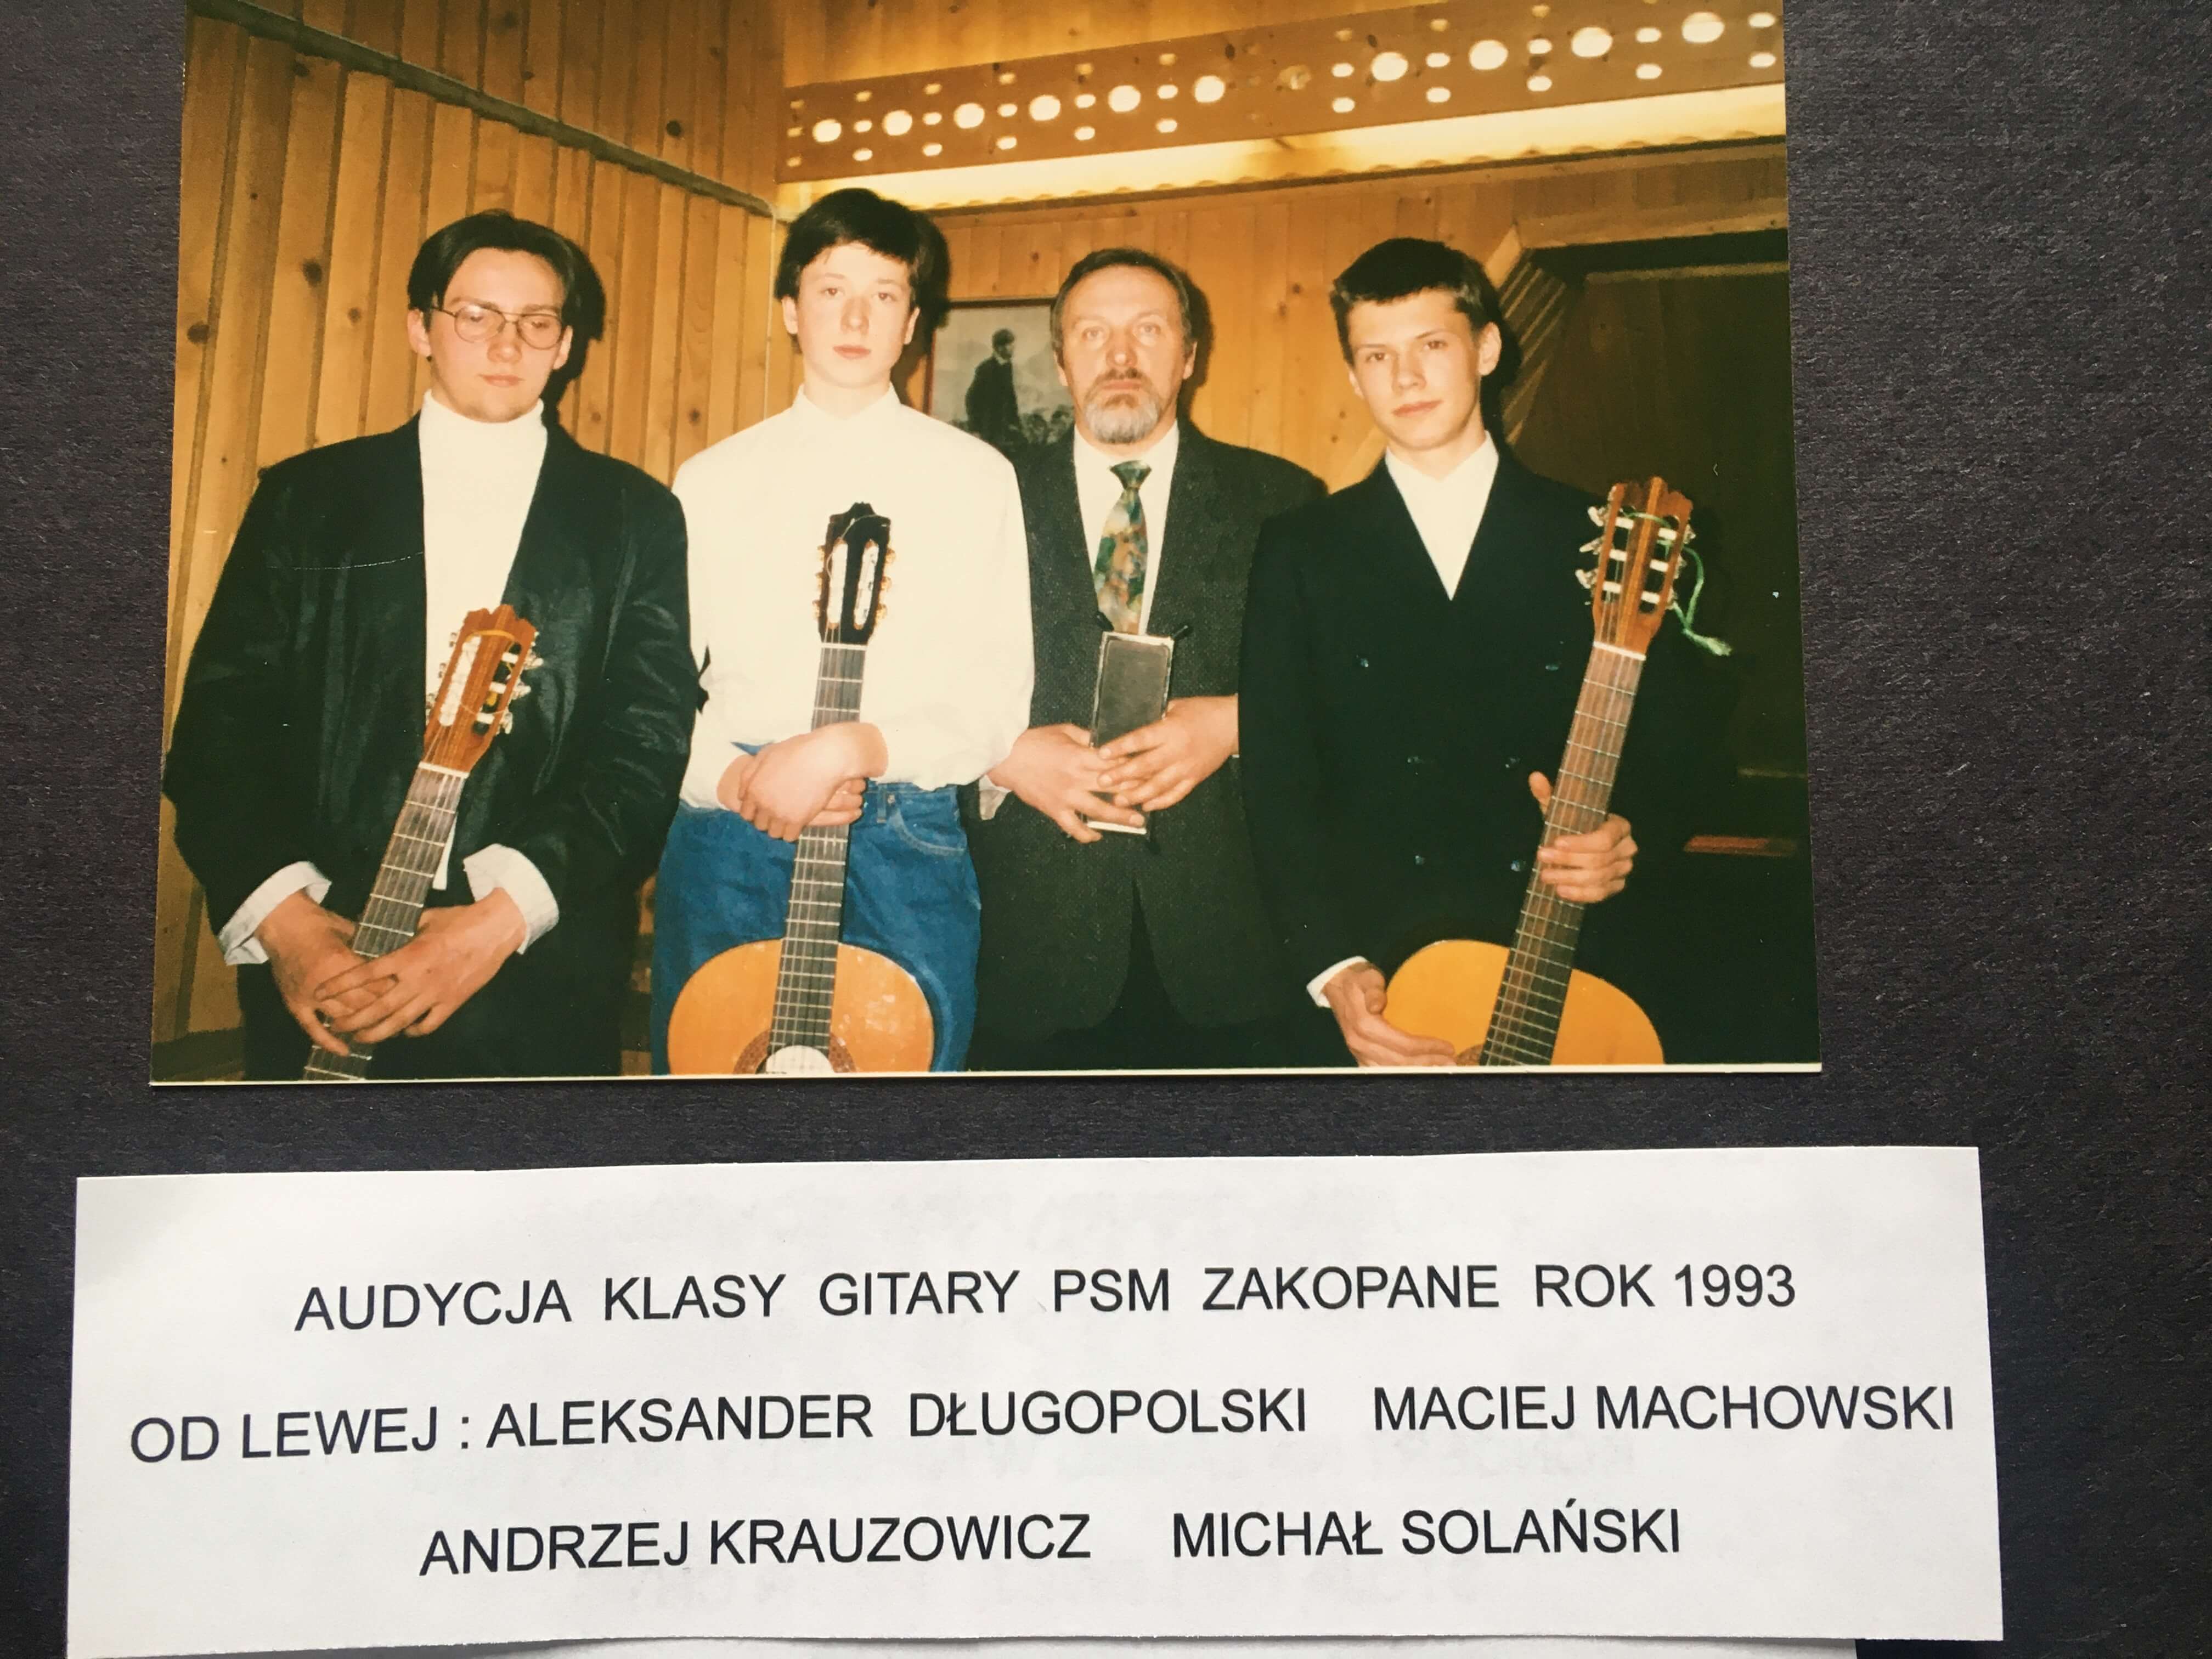 AUDYCJA KLASY GITARY PSM ZAKOPANE ROK 1993
OD LEWEJ : ALEKSANDER DŁUGOPOLSKI MACIEJ MACHOWSKI
ANDRZEJ KRAUZOWICZ MICHAŁ SOLAŃSKI